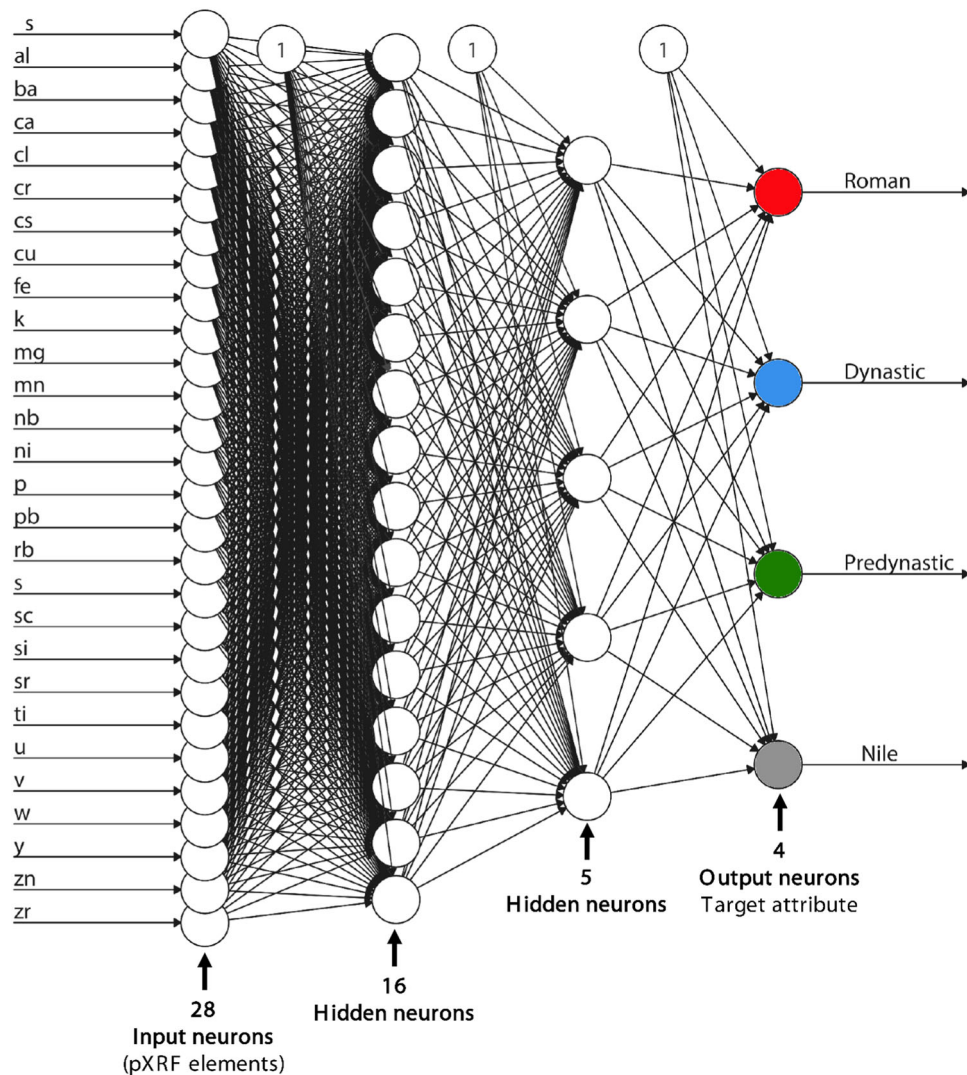 s
al
ba
ca
cl
cr
cs
cu
fe
k
mg
mn
nb
ni
p
pb
rb
s
sc
si
sr
ti
u
v
w
y
zn
zr
1
1
1
Roman
Dynastic
Predynastic
Nile
28
Input neurons
(pXRF elements)
16
Hidden neurons
5
Hidden neurons
4
Output neurons
Target attribute